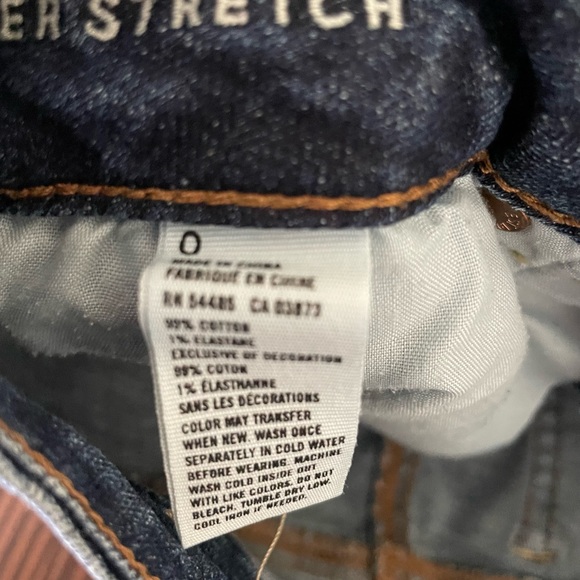 ER STRETCH
0
MADE IN CHINA
FABRIQUÉ EN CHINE
RN 54485 CA 03873
99% COTTON
1% ELASTANE
EXCLUSIVE OF DECORATION
99% COTON
1% ÉLASTHANNE
SANS LES DÉCORATIONS
COLOR MAY TRANSFER
WHEN NEW. WASH ONCE
SEPARATELY IN COLD WATER
BEFORE WEARING. MACHINE
WASH COLD INSIDE OUT
WITH LIKE COLORS. DO NOT
BLEACH. TUMBLE DRY LOW.
COOL IRON IF NEEDED.